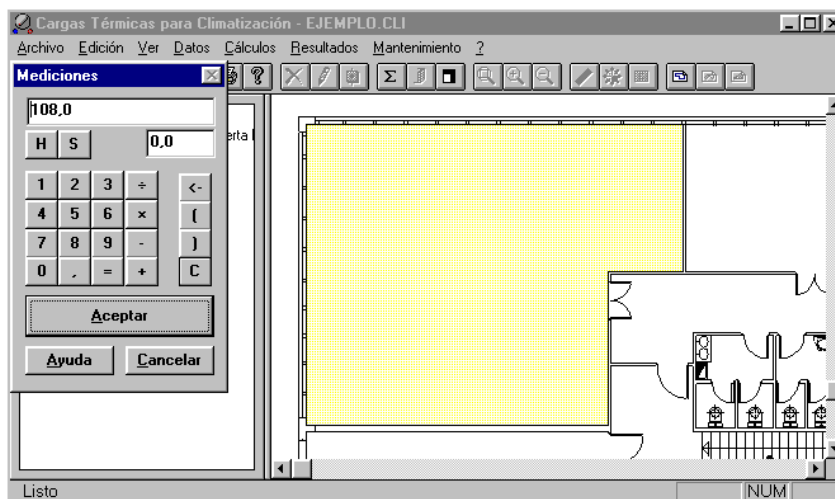 Cargas Térmicas para Climatización - EJEMPLO.CLI
Archivo Edición Ver Datos Cálculos Resultados Mantenimiento ?
Mediciones
108,0
H S 0,0
1 2 3 ÷ <-
4 5 6 × (
7 8 9 - )
0 , = + C
Aceptar
Ayuda Cancelar
Listo
NUM